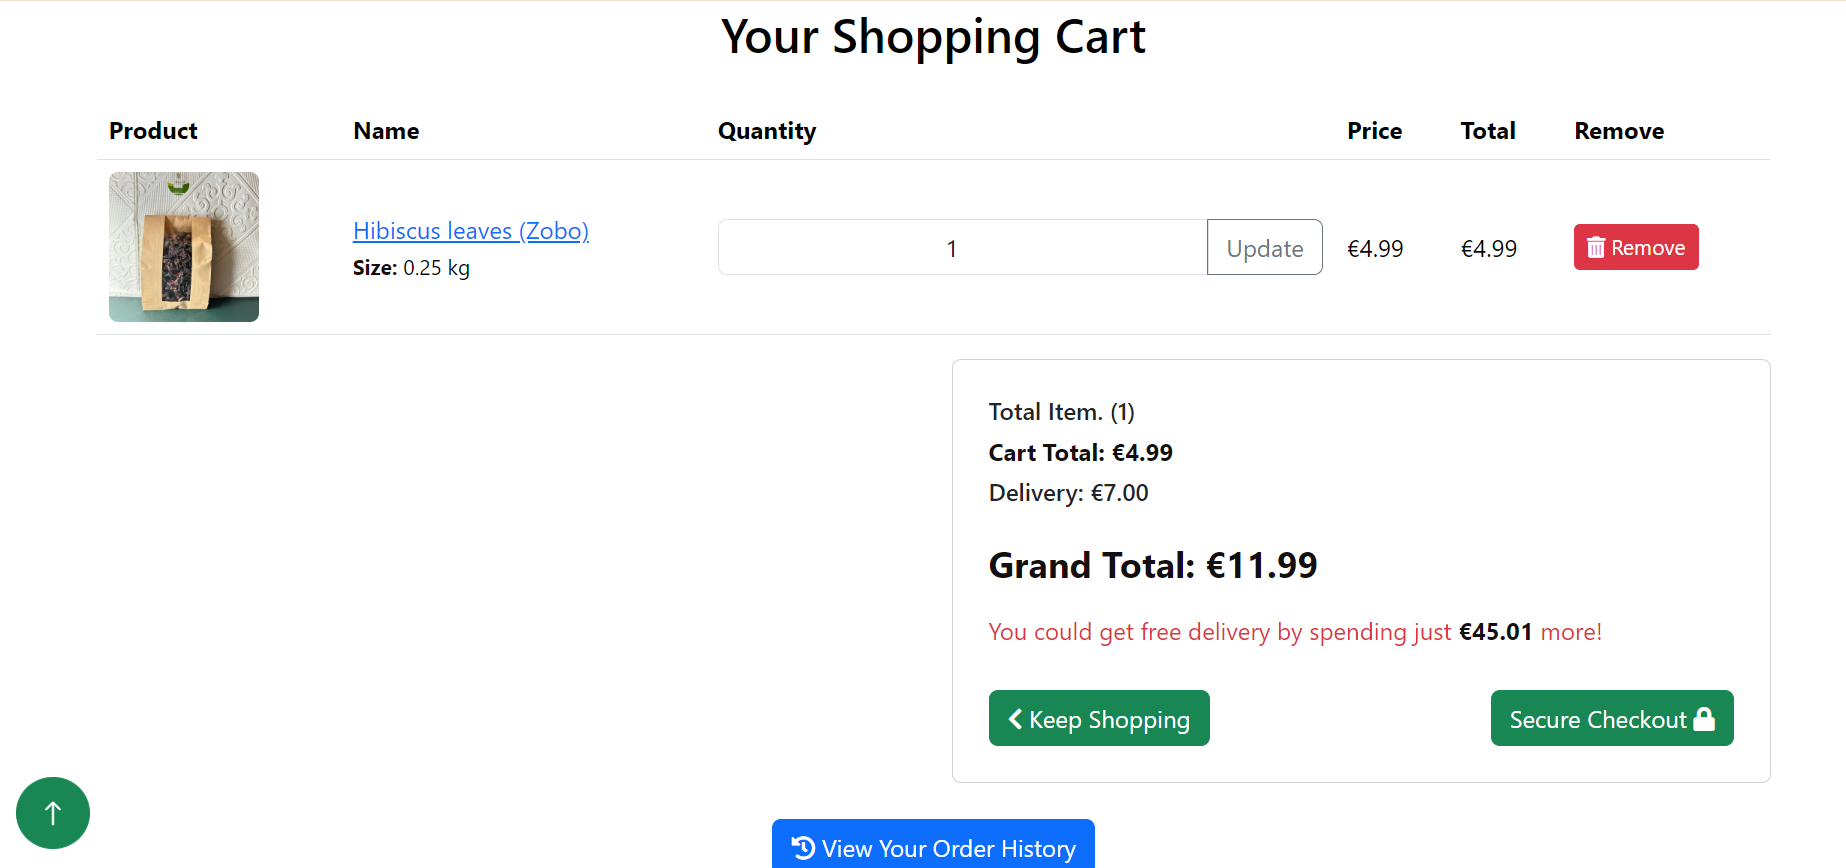 Your Shopping Cart
Product Name Quantity Price Total Remove
Hibiscus leaves (Zobo)
Size: 0.25 kg
1 Update €4.99 €4.99 Remove
Total Item. (1)
Cart Total: €4.99
Delivery: €7.00
Grand Total: €11.99
You could get free delivery by spending just €45.01 more!
Keep Shopping Secure Checkout
View Your Order History